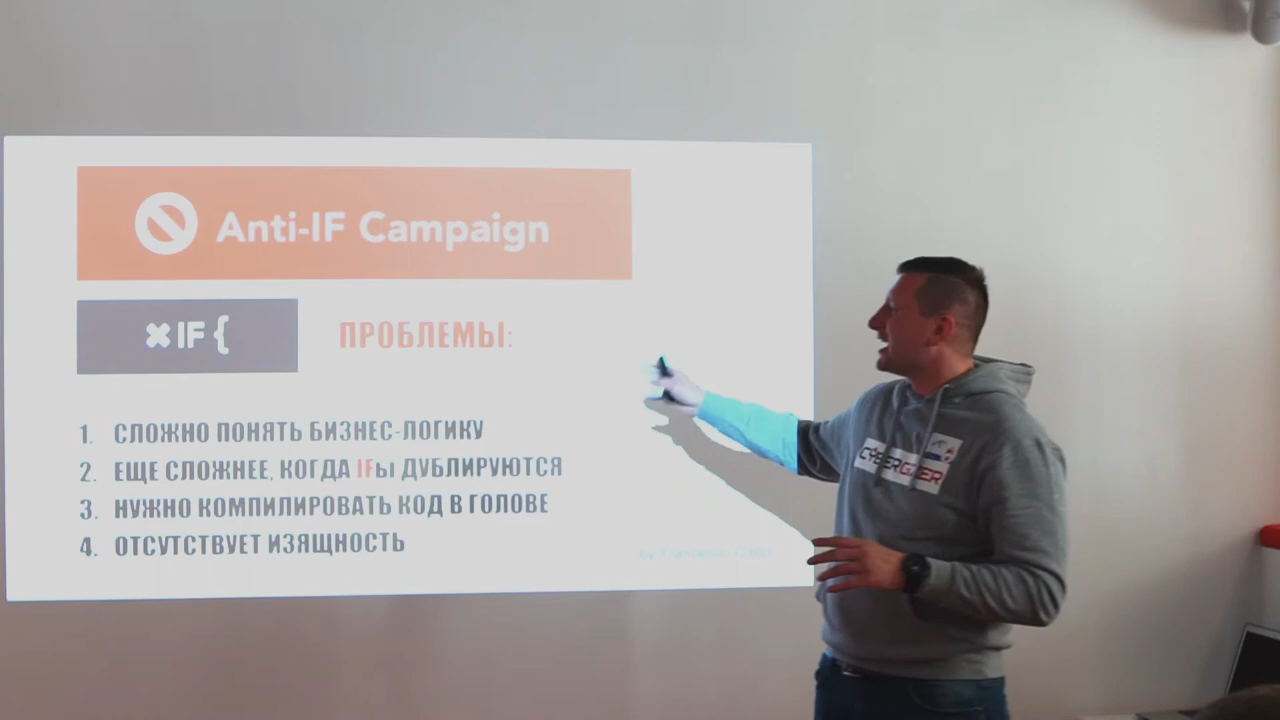 Anti-IF Campaign
✖ IF {
ПРОБЛЕМЫ:
1. СЛОЖНО ПОНЯТЬ БИЗНЕС-ЛОГИКУ
2. ЕЩЕ СЛОЖНЕЕ, КОГДА IFы ДУБЛИРУЮТСЯ
3. НУЖНО КОМПИЛИРОВАТЬ КОД В ГОЛОВЕ
4. ОТСУТСТВУЕТ ИЗЯЩНОСТЬ